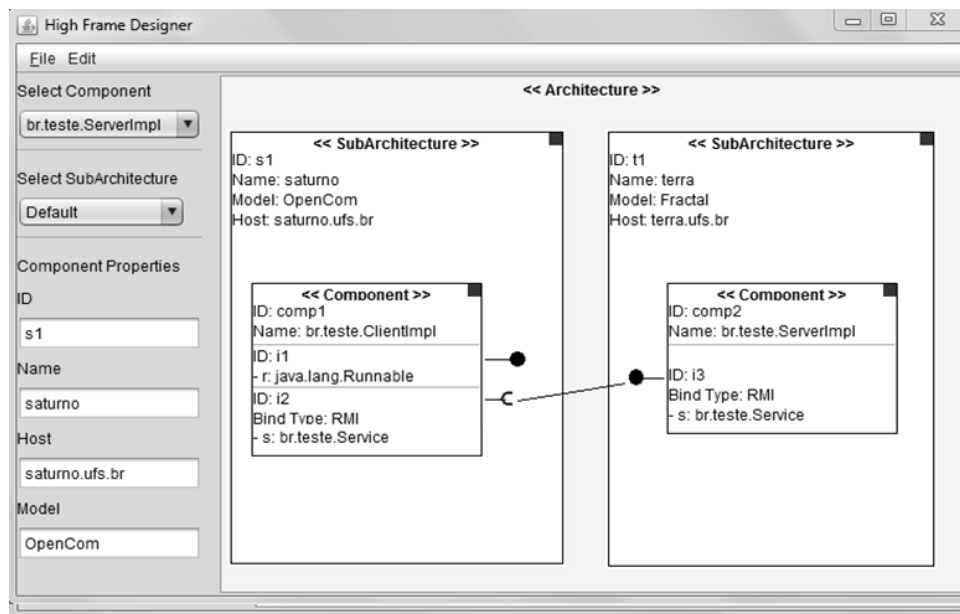 High Frame Designer
File Edit
Select Component
br.teste.ServerImpl
Select SubArchitecture
Default
Component Properties
ID
s1
Name
saturno
Host
saturno.ufs.br
Model
OpenCom
<< Architecture >>
<< SubArchitecture >>
ID: s1
Name: saturno
Model: OpenCom
Host: saturno.ufs.br
<< Component >>
ID: comp1
Name: br.teste.ClientImpl
ID: i1
- r: java.lang.Runnable
ID: i2
Bind Type: RMI
- s: br.teste.Service
<< SubArchitecture >>
ID: t1
Name: terra
Model: Fractal
Host: terra.ufs.br
<< Component >>
ID: comp2
Name: br.teste.ServerImpl
ID: i3
Bind Type: RMI
- s: br.teste.Service